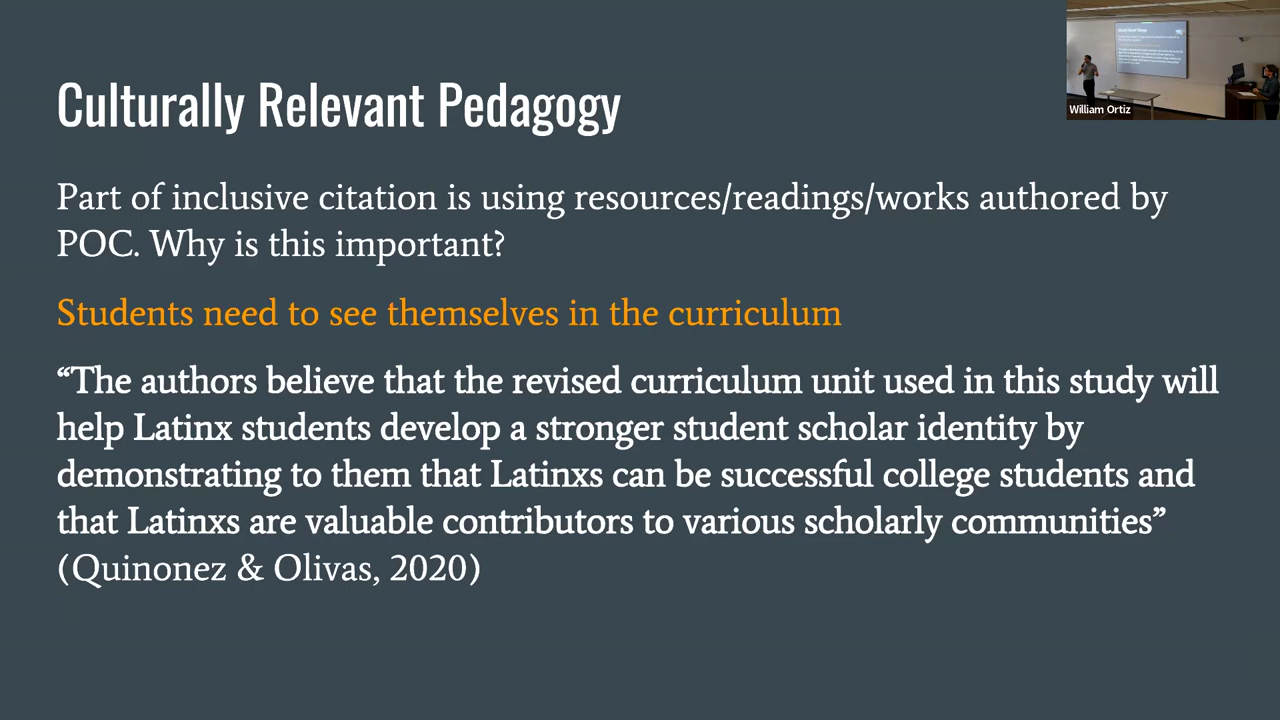 Culturally Relevant Pedagogy
William Ortiz
Part of inclusive citation is using resources/readings/works authored by
POC. Why is this important?
Students need to see themselves in the curriculum
“The authors believe that the revised curriculum unit used in this study will
help Latinx students develop a stronger student scholar identity by
demonstrating to them that Latinxs can be successful college students and
that Latinxs are valuable contributors to various scholarly communities”
(Quinonez & Olivas, 2020)